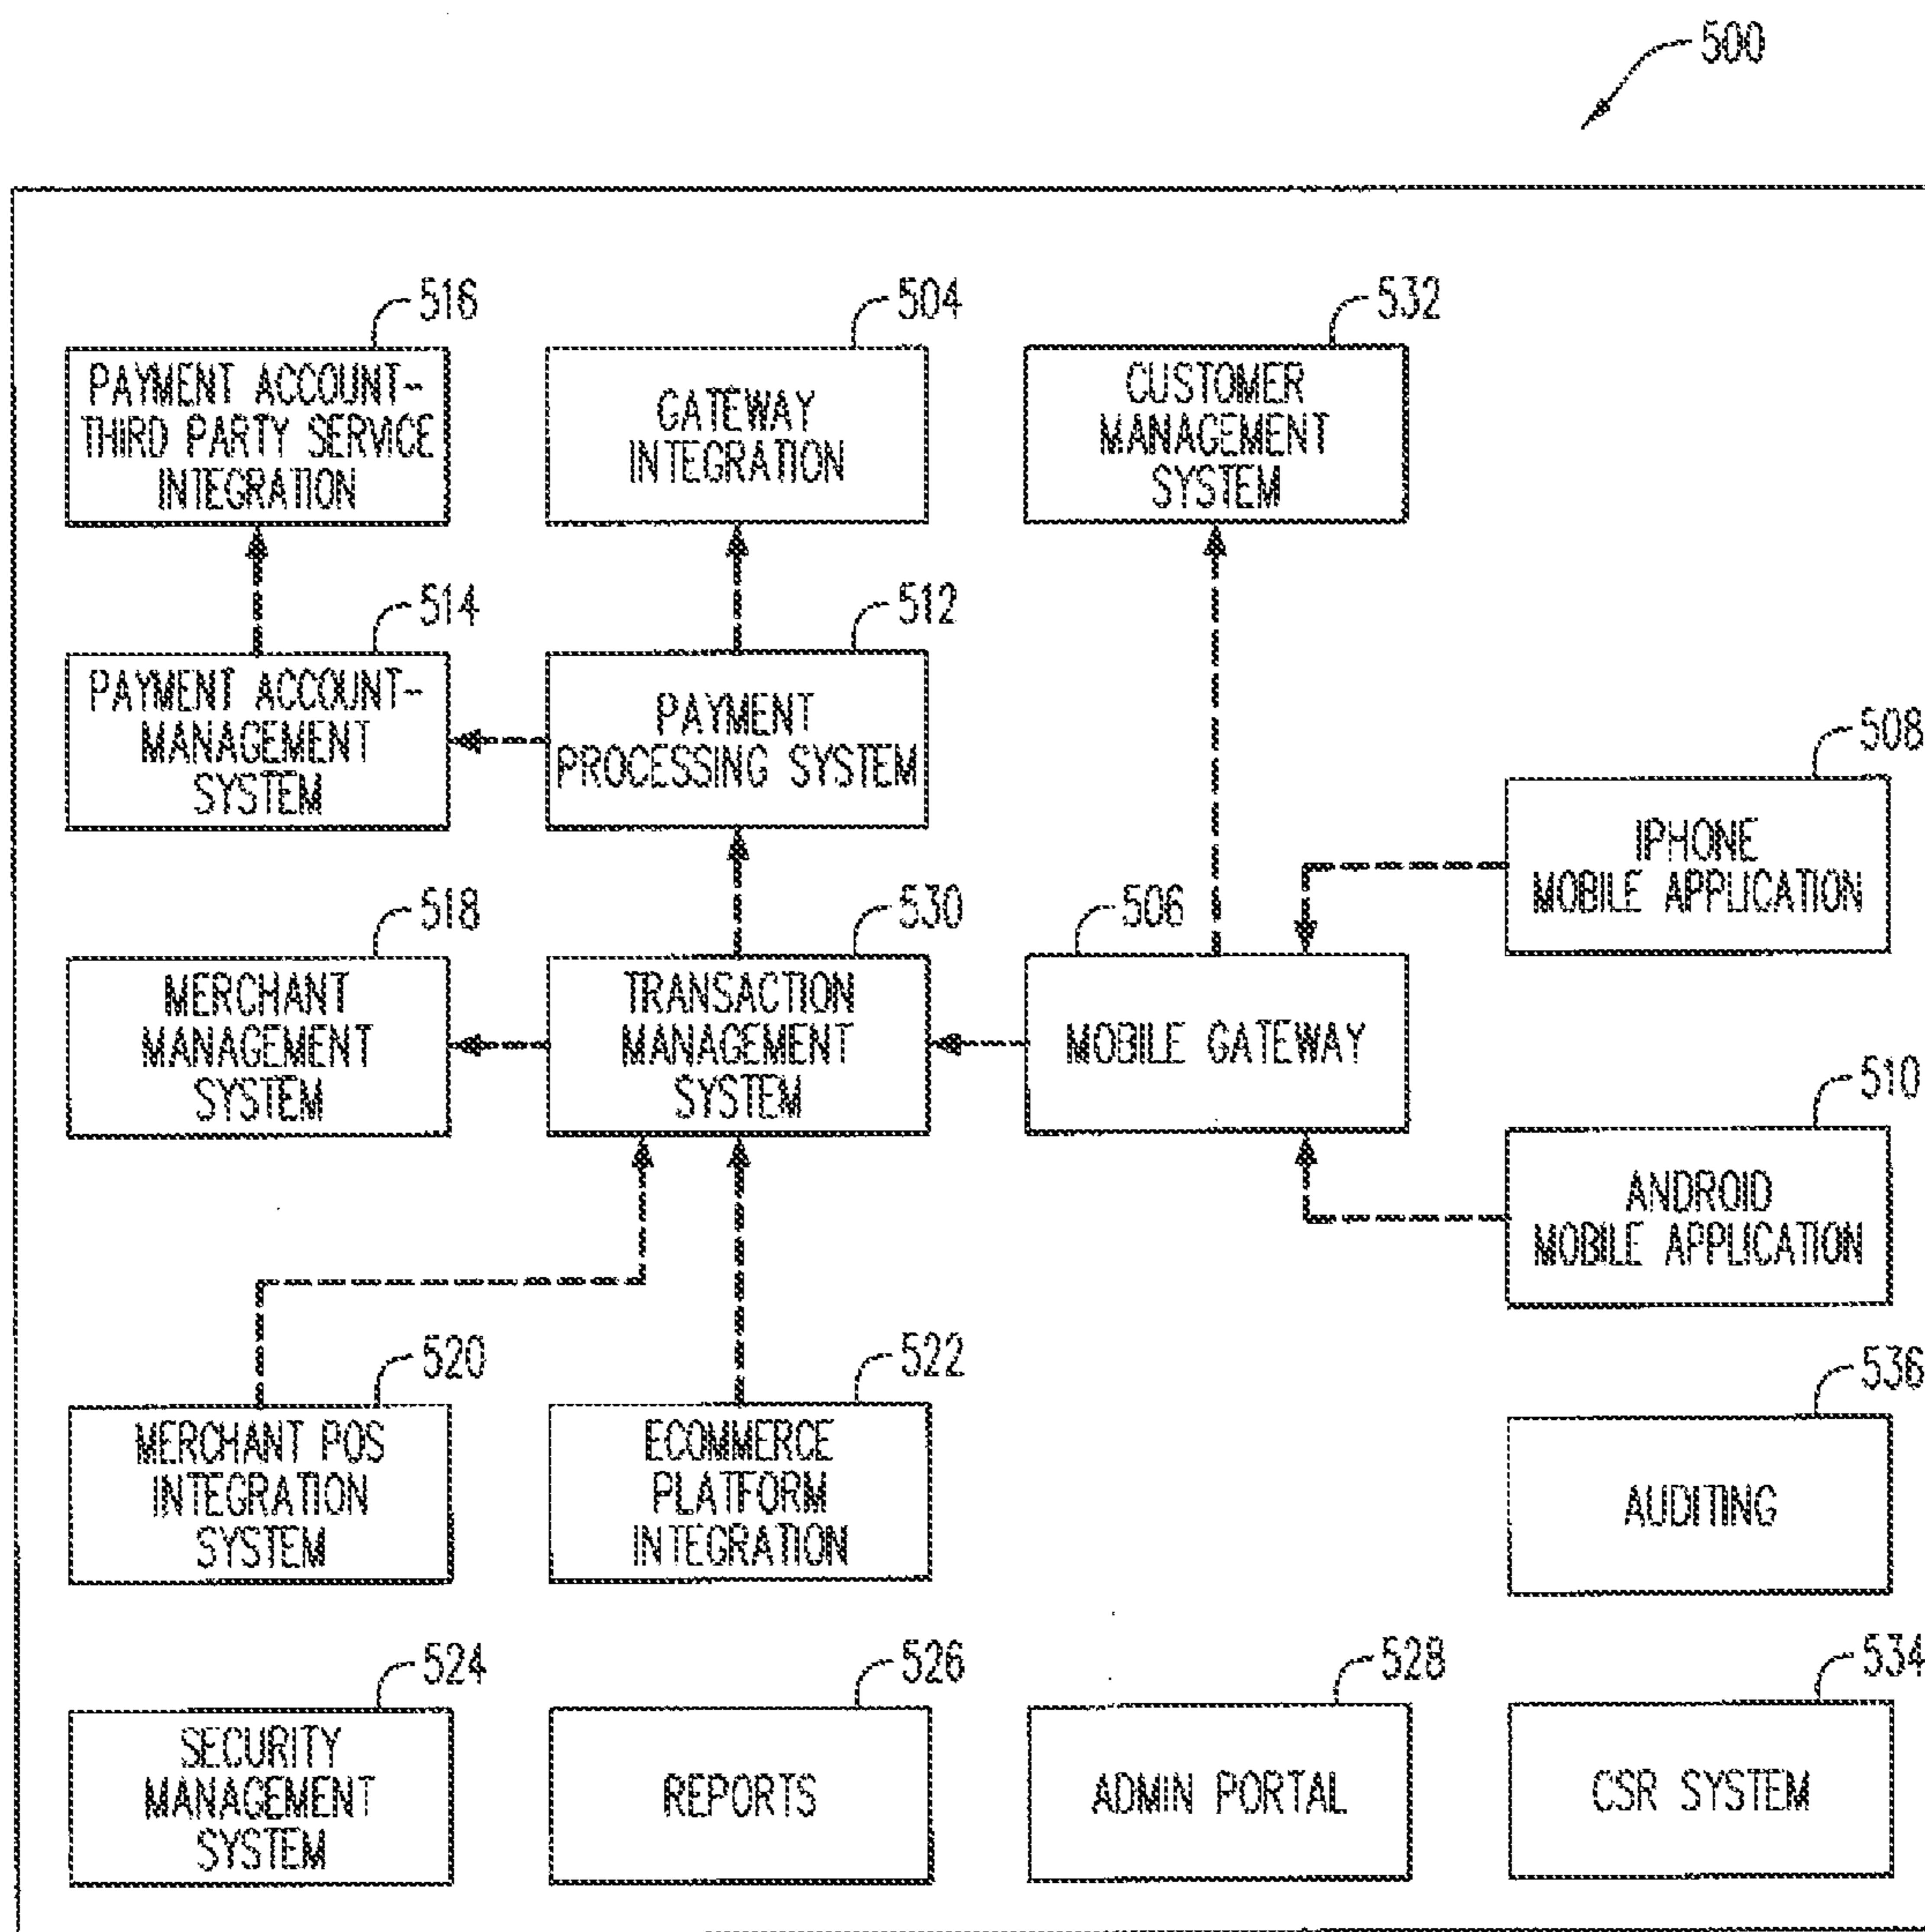 500
516
PAYMENT ACCOUNT--
THIRD PARTY SERVICE
INTEGRATION
504
GATEWAY
INTEGRATION
532
CUSTOMER
MANAGEMENT
SYSTEM
514
PAYMENT ACCOUNT--
MANAGEMENT
SYSTEM
512
PAYMENT
PROCESSING SYSTEM
508
IPHONE
MOBILE APPLICATION
518
MERCHANT
MANAGEMENT
SYSTEM
530
TRANSACTION
MANAGEMENT
SYSTEM
506
MOBILE GATEWAY
510
ANDROID
MOBILE APPLICATION
520
MERCHANT POS
INTEGRATION
SYSTEM
522
ECOMMERCE
PLATFORM
INTEGRATION
536
AUDITING
524
SECURITY
MANAGEMENT
SYSTEM
526
REPORTS
528
ADMIN PORTAL
534
CSR SYSTEM